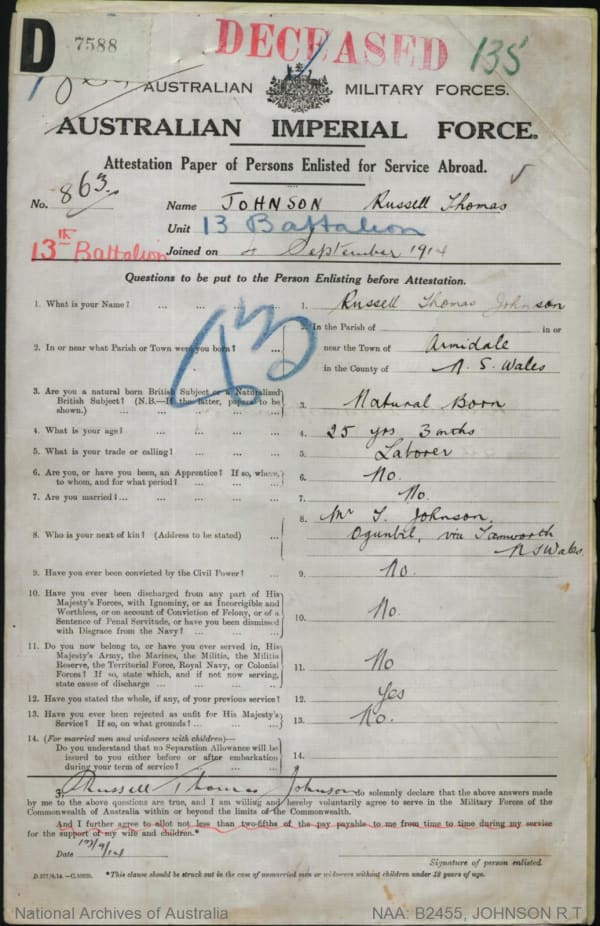 D 7588
DECEASED 135
AUSTRALIAN MILITARY FORCES.
AUSTRALIAN IMPERIAL FORCE.
Attestation Paper of Persons Enlisted for Service Abroad.
No. 863. Name JOHNSON Russell Thomas
Unit 13 Battalion
13th Battalion Joined on 4 September 1914
Questions to be put to the Person Enlisting before Attestation.
1. What is your Name? ... ... ... ... 1. Russell Thomas Johnson
2. In or near what Parish or Town were you born? ... 2. In the Parish of in or
near the Town of Armidale
in the County of N. S. Wales
13
3. Are you a natural born British Subject or a Naturalized
British Subject? (N.B.—If the latter, papers to be
shown.) ... ... ... ... 3. Natural Born
4. What is your age? ... ... ... ... 4. 25 yrs 3 mths
5. What is your trade or calling? ... ... ... 5. Laborer
6. Are you, or have you been, an Apprentice? If so, where,
to whom, and for what period? ... ... ... 6. No.
7. Are you married? ... ... ... ... 7. No.
8. Who is your next of kin? (Address to be stated) ... 8. Mr T. Johnson.
Ogunbil, via Tamworth
N S Wales.
9. Have you ever been convicted by the Civil Power? ... 9. No.
10. Have you ever been discharged from any part of His
Majesty's Forces, with Ignominy, or as Incorrigible and
Worthless, or on account of Conviction of Felony, or of a
Sentence of Penal Servitude, or have you been dismissed
with Disgrace from the Navy? ... ... ... 10. No.
11. Do you now belong to, or have you ever served in, His
Majesty's Army, the Marines, the Militia, the Militia
Reserve, the Territorial Force, Royal Navy, or Colonial
Forces? If so, state which, and if not now serving,
state cause of discharge ... ... ... ... 11. No
12. Have you stated the whole, if any, of your previous service? 12. Yes
13. Have you ever been rejected as unfit for His Majesty's
Service? If so, on what grounds? ... ... ... 13. No.
14. (For married men and widowers with children)—
Do you understand that no Separation Allowance will be
issued to you either before or after embarkation
during your term of service? ... ... ... 14.
Russell Thomas Johnson do solemnly declare that the above answers made
by me to the above questions are true, and I am willing and hereby voluntarily agree to serve in the Military Forces of the
Commonwealth of Australia within or beyond the limits of the Commonwealth.
And I further agree to allot not less than two-fifths of the pay payable to me from time to time during my service
for the support of my wife and children.*
Date
Signature of person enlisted.
*This clause should be struck out in the case of unmarried men or widowers without children under 18 years of age.
National Archives of Australia NAA: B2455, JOHNSON R T